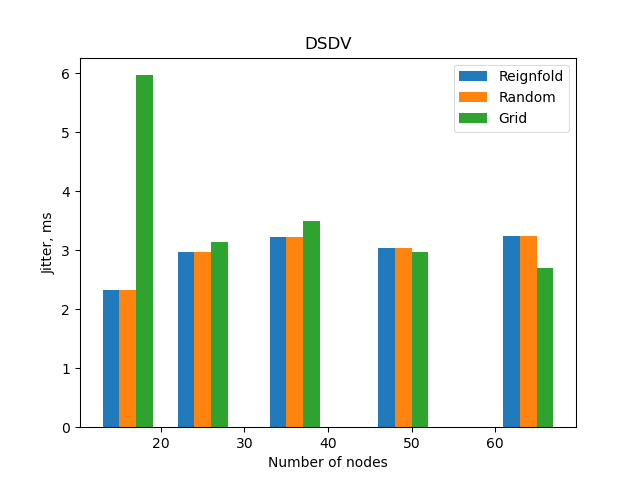 DSDV
Reignfold
Random
Grid
Jitter, ms
6
5
4
3
2
1
0
20 30 40 50 60
Number of nodes